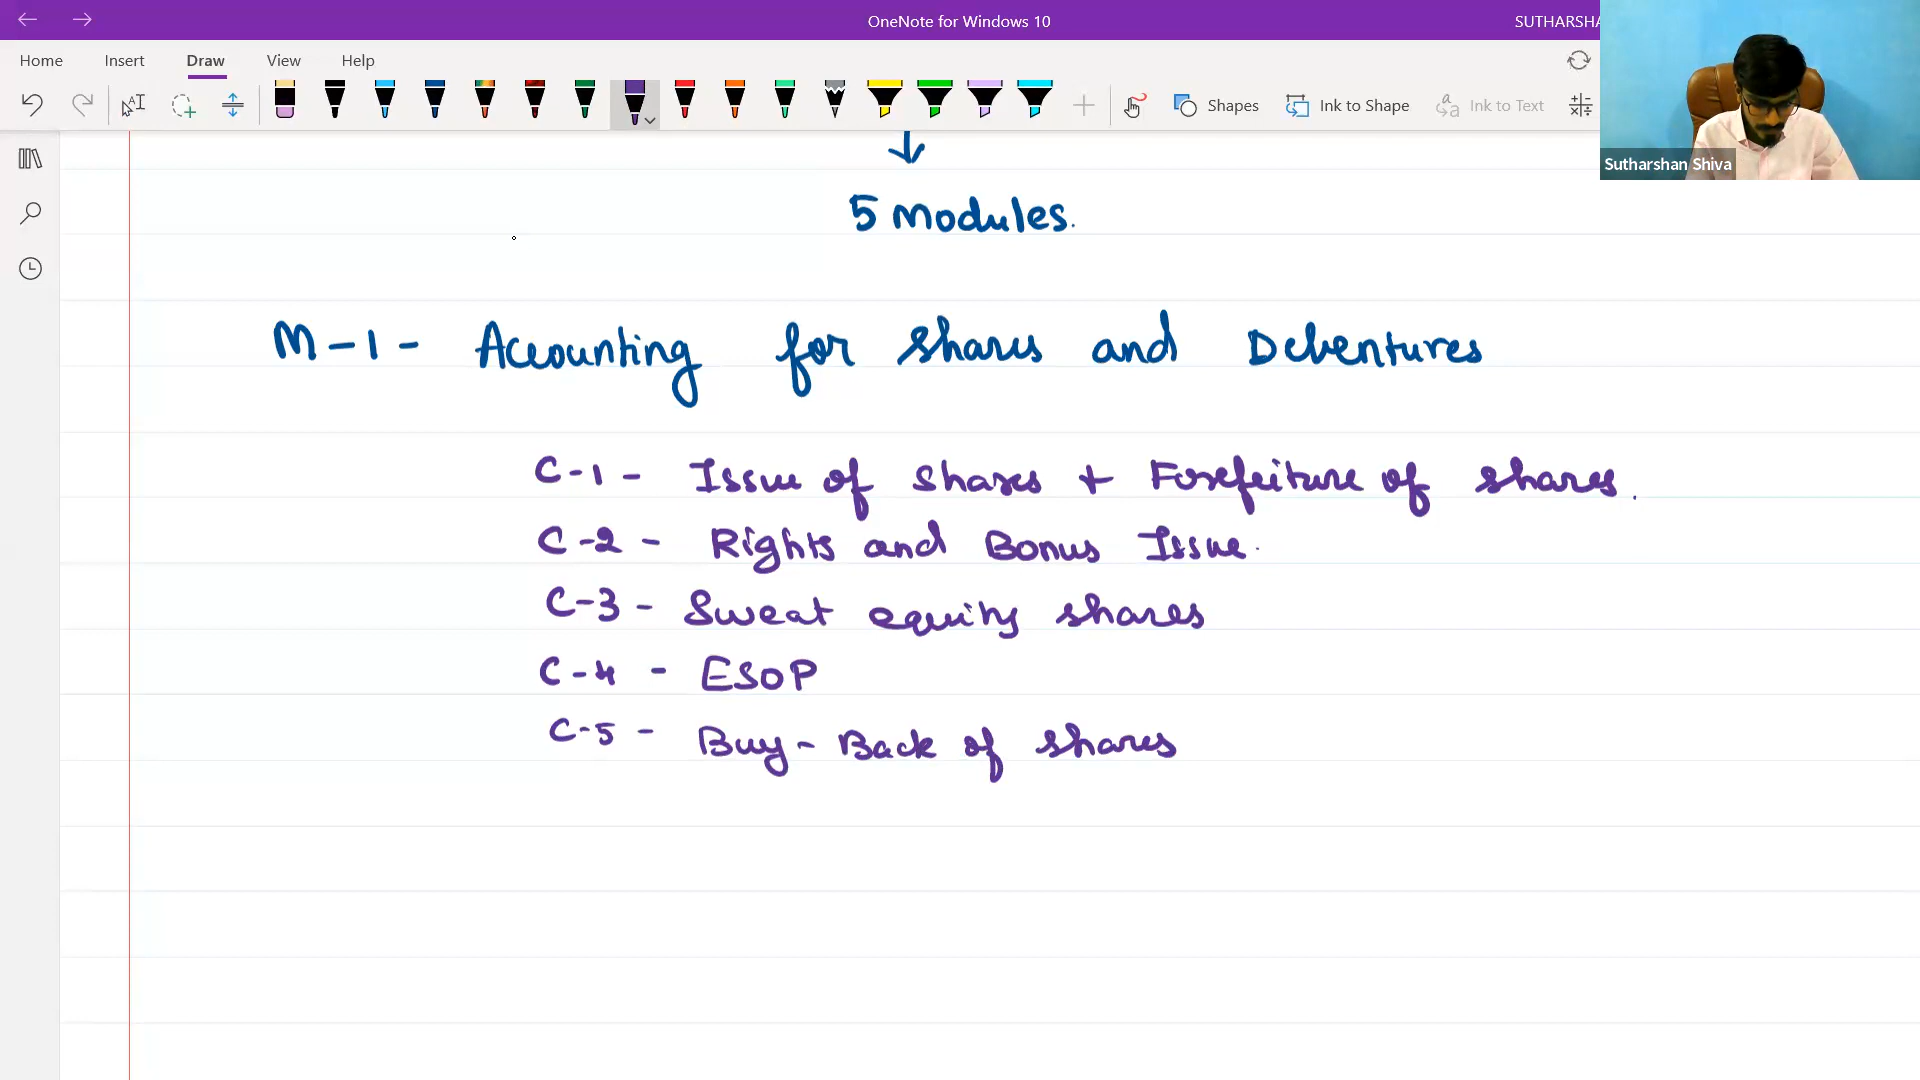 OneNote for Windows 10
SUTHARSHA
Home Insert Draw View Help
Shapes Ink to Shape Ink to Text
Sutharshan Shiva
5 Modules.
M-1- Accounting for Shares and Debentures
C-1- Issue of Shares + Forefeiture of Shares.
C-2- Rights and Bonus Issue.
C-3- Sweat equity shares
C-4 - ESOP
C-5 - Buy-Back of shares